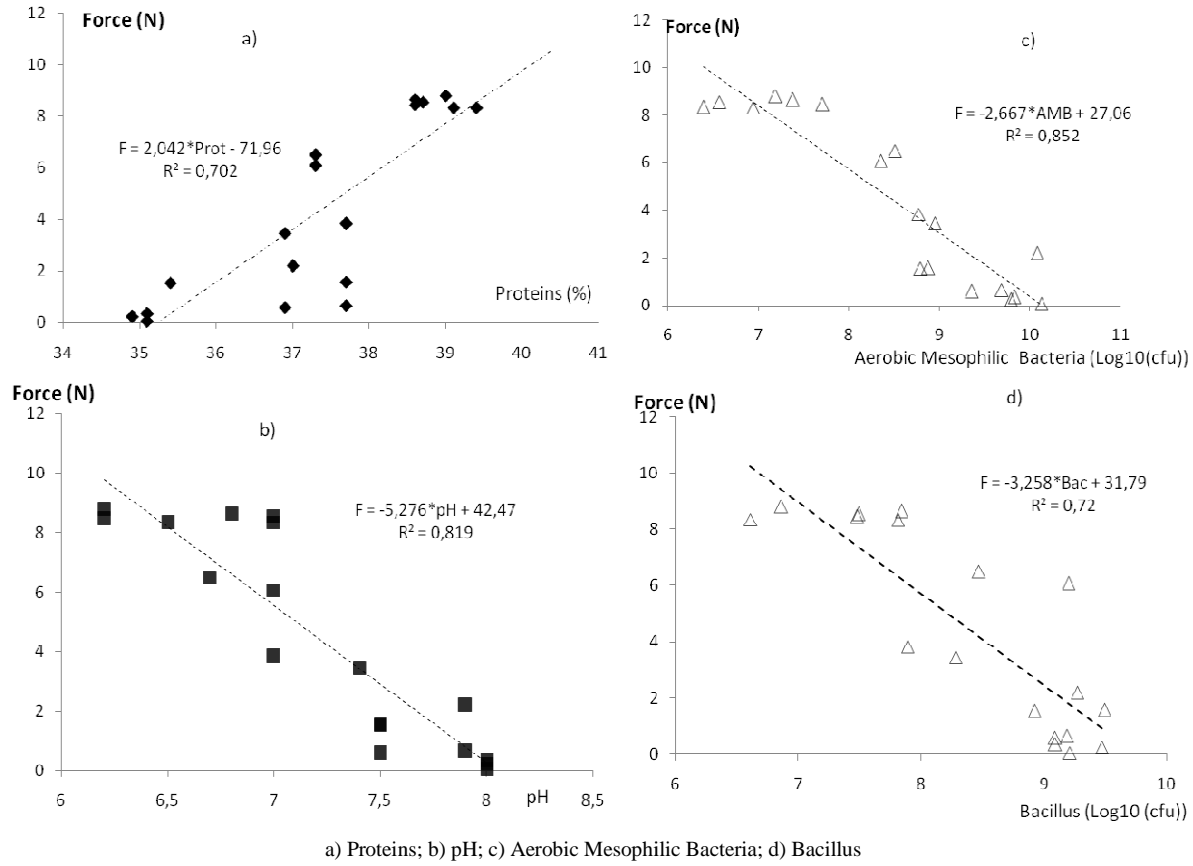 Force (N)
a)
12
10
8
6
4
2
0
F = 2,042*Prot - 71,96
R² = 0,702
Proteins (%)
34 35 36 37 38 39 40 41
Force (N)
c)
12
10
8
6
4
2
0
F = -2,667*AMB + 27,06
R² = 0,852
6 7 8 9 10 11
Aerobic Mesophilic Bacteria (Log10(cfu))
Force (N)
b)
12
10
8
6
4
2
0
F = -5,276*pH + 42,47
R² = 0,819
6 6,5 7 7,5 8 8,5
pH
Force (N)
d)
12
10
8
6
4
2
0
F = -3,258*Bac + 31,79
R² = 0,72
6 7 8 9 10
Bacillus (Log10 (cfu))
a) Proteins; b) pH; c) Aerobic Mesophilic Bacteria; d) Bacillus